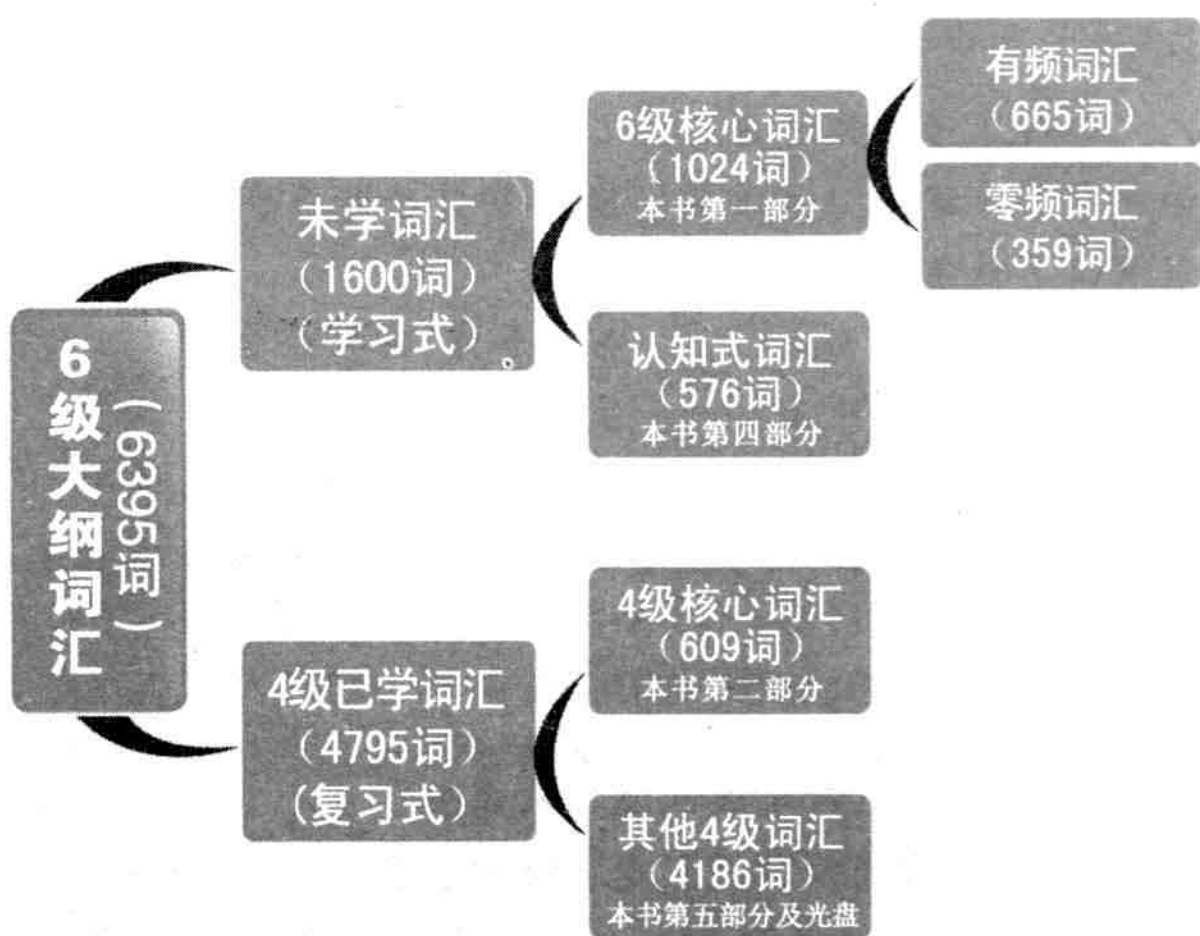 6级大纲词汇
(6395词)
未学词汇
(1600词)
(学习式)
6级核心词汇
(1024词)
本书第一部分
有频词汇
(665词)
零频词汇
(359词)
认知式词汇
(576词)
本书第四部分
4级已学词汇
(4795词)
(复习式)
4级核心词汇
(609词)
本书第二部分
其他4级词汇
(4186词)
本书第五部分及光盘